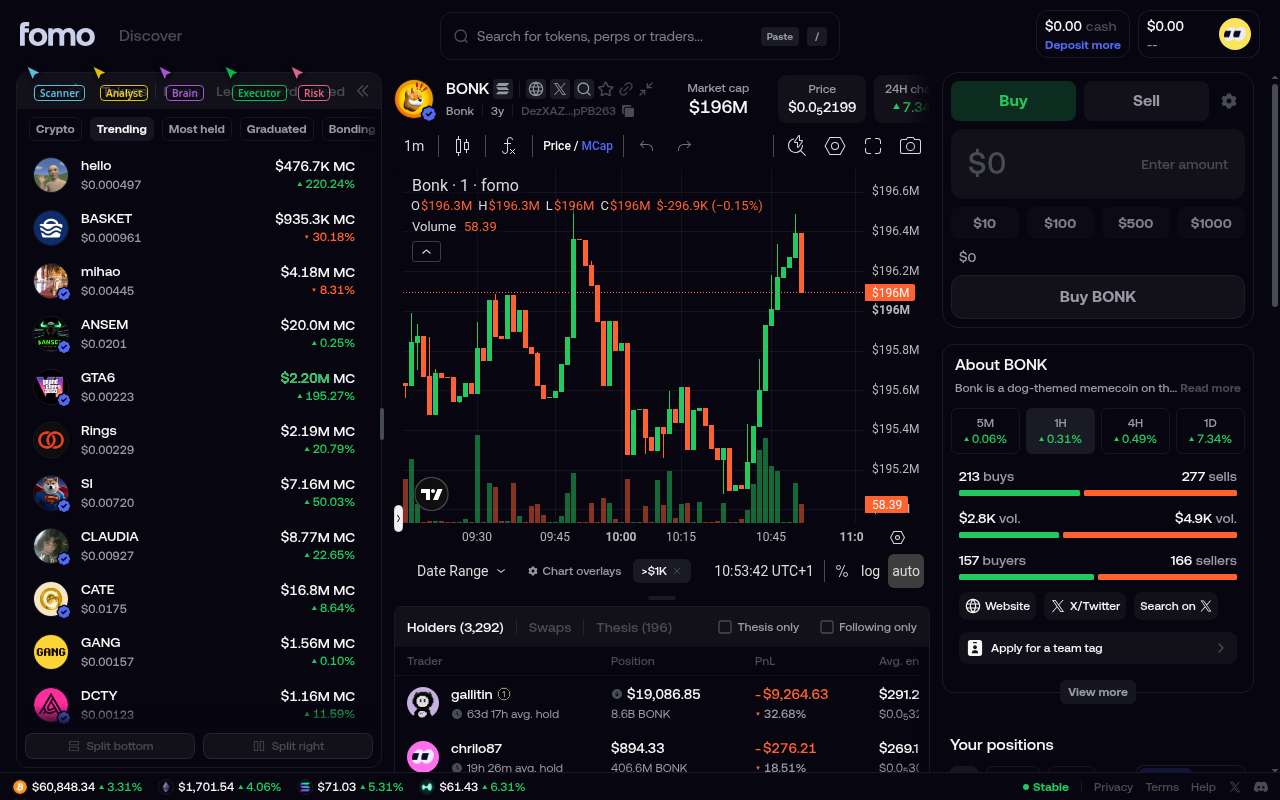 fomo Discover Search for tokens, perps or traders... Paste / $0.00 cash Deposit more $0.00 --
Scanner Analyst Brain Executor Risk
Crypto Trending Most held Graduated Bonding
hello $476.7K MC
$0.000497 220.24%
BASKET $935.3K MC
$0.000961 30.18%
mihao $4.18M MC
$0.00445 8.31%
ANSEM $20.0M MC
$0.0201 0.25%
GTA6 $2.20M MC
$0.00223 195.27%
Rings $2.19M MC
$0.00229 20.79%
SI $7.16M MC
$0.00720 50.03%
CLAUDIA $8.77M MC
$0.00927 22.65%
CATE $16.8M MC
$0.0175 8.64%
GANG $1.56M MC
$0.00157 0.10%
DCTY $1.16M MC
$0.00123 11.59%
Split bottom Split right
BONK
Bonk 3y DezXAZ...pPB263
Market cap
$196M
Price
$0.0₅2199
24H
7.34
1m Price / MCap
Bonk · 1 · fomo
O$196.3M H$196.3M L$196M C$196M $-296.9K (−0.15%)
Volume 58.39
$196.6M
$196.4M
$196.2M
$196M
$196M
$195.8M
$195.6M
$195.4M
$195.2M
58.39
09:30 09:45 10:00 10:15 10:45 11:0
Date Range Chart overlays >$1K × 10:53:42 UTC+1 % log auto
Holders (3,292) Swaps Thesis (196) Thesis only Following only
Trader Position PnL Avg. en
gallitin 1 $19,086.85 -$9,264.63 $291.2
63d 17h avg. hold 8.6B BONK 32.68% $0.0₅32
chrilo87 $894.33 -$276.21 $269.1
19h 26m avg. hold 406.6M BONK 18.51%
Buy Sell
$0 Enter amount
$10 $100 $500 $1000
$0
Buy BONK
About BONK
Bonk is a dog-themed memecoin on th... Read more
5M 1H 4H 1D
0.06% 0.31% 0.49% 7.34%
213 buys 277 sells
$2.8K vol. $4.9K vol.
157 buyers 166 sellers
Website X/Twitter Search on X
Apply for a team tag
View more
Your positions
$60,848.34 3.31% $1,701.54 4.06% $71.03 5.31% $61.43 6.31% Stable Privacy Terms Help